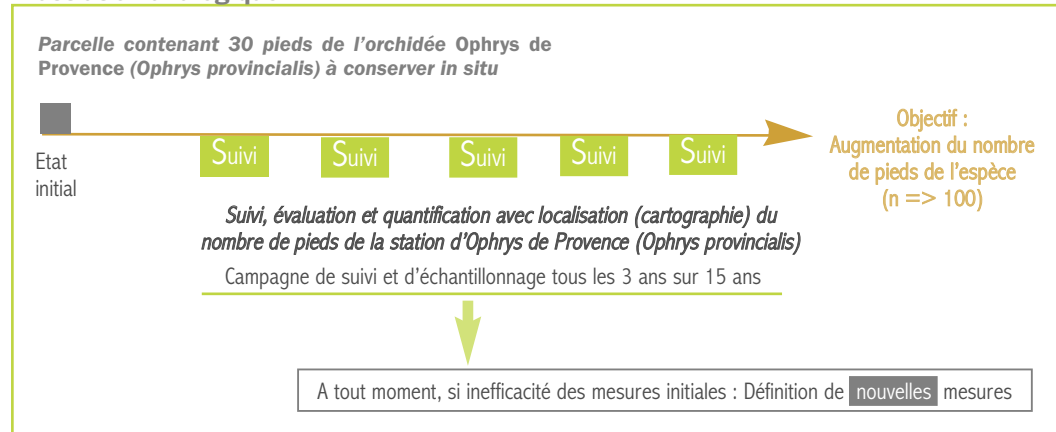 Parcelle contenant 30 pieds de l'orchidée Ophrys de
Provence (Ophrys provincialis) à conserver in situ
Etat
initial
Suivi
Suivi
Suivi
Suivi
Suivi
Objectif :
Augmentation du nombre
de pieds de l'espèce
(n => 100)
Suivi, évaluation et quantification avec localisation (cartographie) du
nombre de pieds de la station d'Ophrys de Provence (Ophrys provincialis)
Campagne de suivi et d'échantillonnage tous les 3 ans sur 15 ans
A tout moment, si inefficacité des mesures initiales : Définition de nouvelles mesures